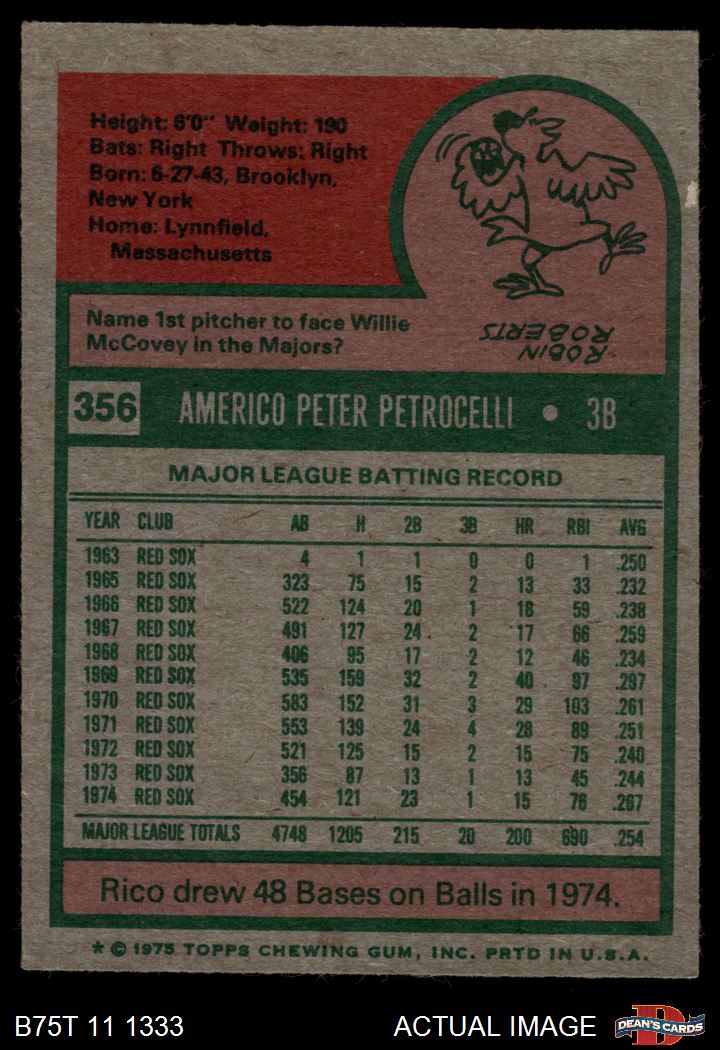 Height: 6'0" Weight: 190
Bats: Right Throws: Right
Born: 6-27-43, Brooklyn,
New York
Home: Lynnfield,
Massachusetts
Name 1st pitcher to face Willie
McCovey in the Majors?
ROBIN
ROBERTS
356 AMERICO PETER PETROCELLI • 3B
MAJOR LEAGUE BATTING RECORD
YEAR CLUB AB H 2B 3B HR RBI AVG
1963 RED SOX 4 1 1 0 0 1 .250
1965 RED SOX 323 75 15 2 13 33 .232
1966 RED SOX 522 124 20 1 18 59 .238
1967 RED SOX 491 127 24 2 17 66 .259
1968 RED SOX 406 95 17 2 12 46 .234
1969 RED SOX 535 159 32 2 40 97 .297
1970 RED SOX 583 152 31 3 29 103 .261
1971 RED SOX 553 139 24 4 28 89 .251
1972 RED SOX 521 125 15 2 15 75 .240
1973 RED SOX 356 87 13 1 13 45 .244
1974 RED SOX 454 121 23 1 15 76 .267
MAJOR LEAGUE TOTALS 4748 1205 215 20 200 690 .254
Rico drew 48 Bases on Balls in 1974.
* © 1975 TOPPS CHEWING GUM, INC. PRTD IN U.S.A.
B75T 11 1333 ACTUAL IMAGE DEAN'S CARDS